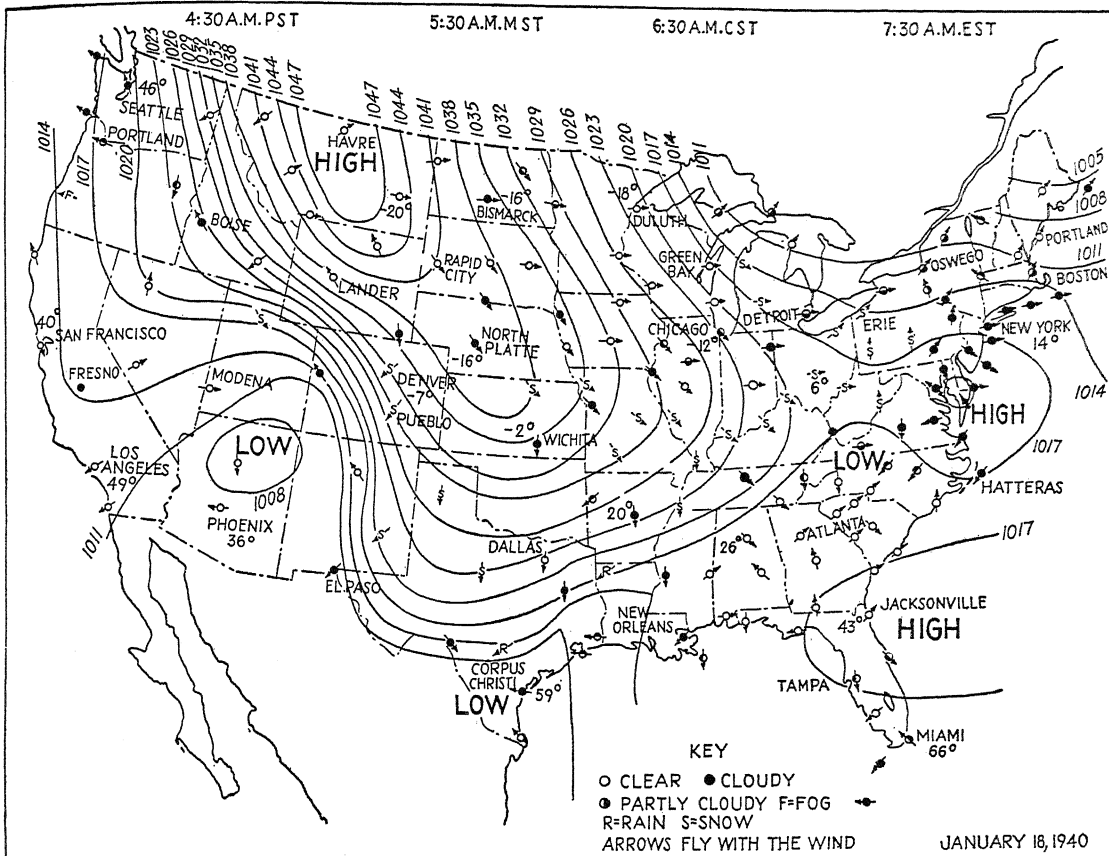 4:30A.M.PST 5:30A.M.MST 6:30A.M.CST 7:30A.M.EST
1023 1026 1029 1032 1035 1038 1041 1044 1047
1047 1044 1041 1038 1035 1032 1029 1026 1023 1020 1017 1014 1011
1014 1017 1020
46°
SEATTLE
PORTLAND
F
HAVRE
HIGH
-20°
-16°
BISMARCK
-18°
DULUTH
1005
1008
PORTLAND
1011
BOSTON
BOISE
RAPID
CITY
GREEN
BAY
S
OSWEGO
LANDER
40°
SAN FRANCISCO
S
NORTH
PLATTE
-16°
CHICAGO
-12°
S
DETROIT
S
ERIE
S
S
NEW YORK
14°
1014
FRESNO
MODENA
S
DENVER
-7°
S
PUEBLO
S
S
S
S
6°
S
HIGH
1017
LOW
1008
-2°
WICHITA
S
S
S
S
LOW
HATTERAS
LOS
ANGELES
49°
1011
PHOENIX
36°
S
S
20°
S
DALLAS
S
26°
ATLANTA
1017
EL PASO
R
NEW
ORLEANS
43°
JACKSONVILLE
HIGH
R
CORPUS
CHRISTI
59°
LOW
TAMPA
MIAMI
66°
KEY
CLEAR CLOUDY
PARTLY CLOUDY F=FOG
R=RAIN S=SNOW
ARROWS FLY WITH THE WIND
JANUARY 18, 1940